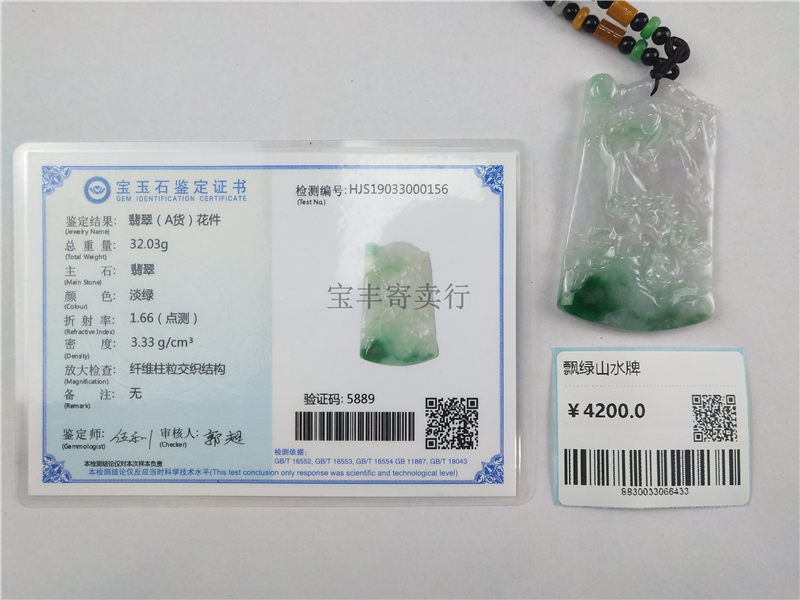 宝玉石鉴定证书
GEM IDENTIFICATION CERTIFICATE
检测编号:HJS19033000156
(Test No.)
鉴定结果: 翡翠（A货）花件
(Jewelry Name)
总重量: 32.03g
(Total Weight)
主石: 翡翠
(Main Stone)
颜色: 淡绿
(Colour)
折射率: 1.66（点测）
(Refractive Index)
密度: 3.33 g/cm³
(Density)
放大检查: 纤维柱粒交织结构
(Magnification)
备注: 无
(Remark)
验证码: 5889
鉴定师: 审核人:
(Gemmologist) (Checker)
检测依据:
GB/T 16552, GB/T 16553, GB/T 16554 GB 11887, GB/T 18043
本检测结论仅对本次样本负责
本检测结论仅反应当时科学技术水平(This test conclusion only response was scientific and technological level)
宝丰寄卖行
飘绿山水牌
¥4200.0
8830033066433